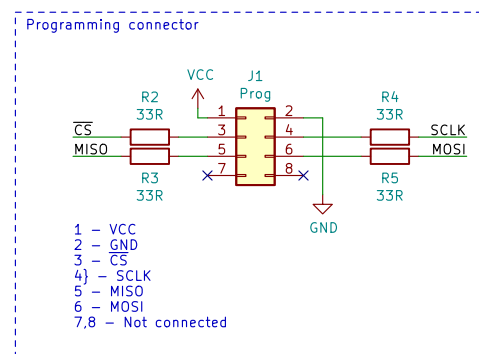 Programming connector
VCC
J1
Prog
R2
33R
R4
33R
1
2
CS
3
4
SCLK
MISO
5
6
MOSI
7
8
R3
33R
R5
33R
GND
1 – VCC
2 – GND
3 – CS
4} – SCLK
5 – MISO
6 – MOSI
7,8 – Not connected